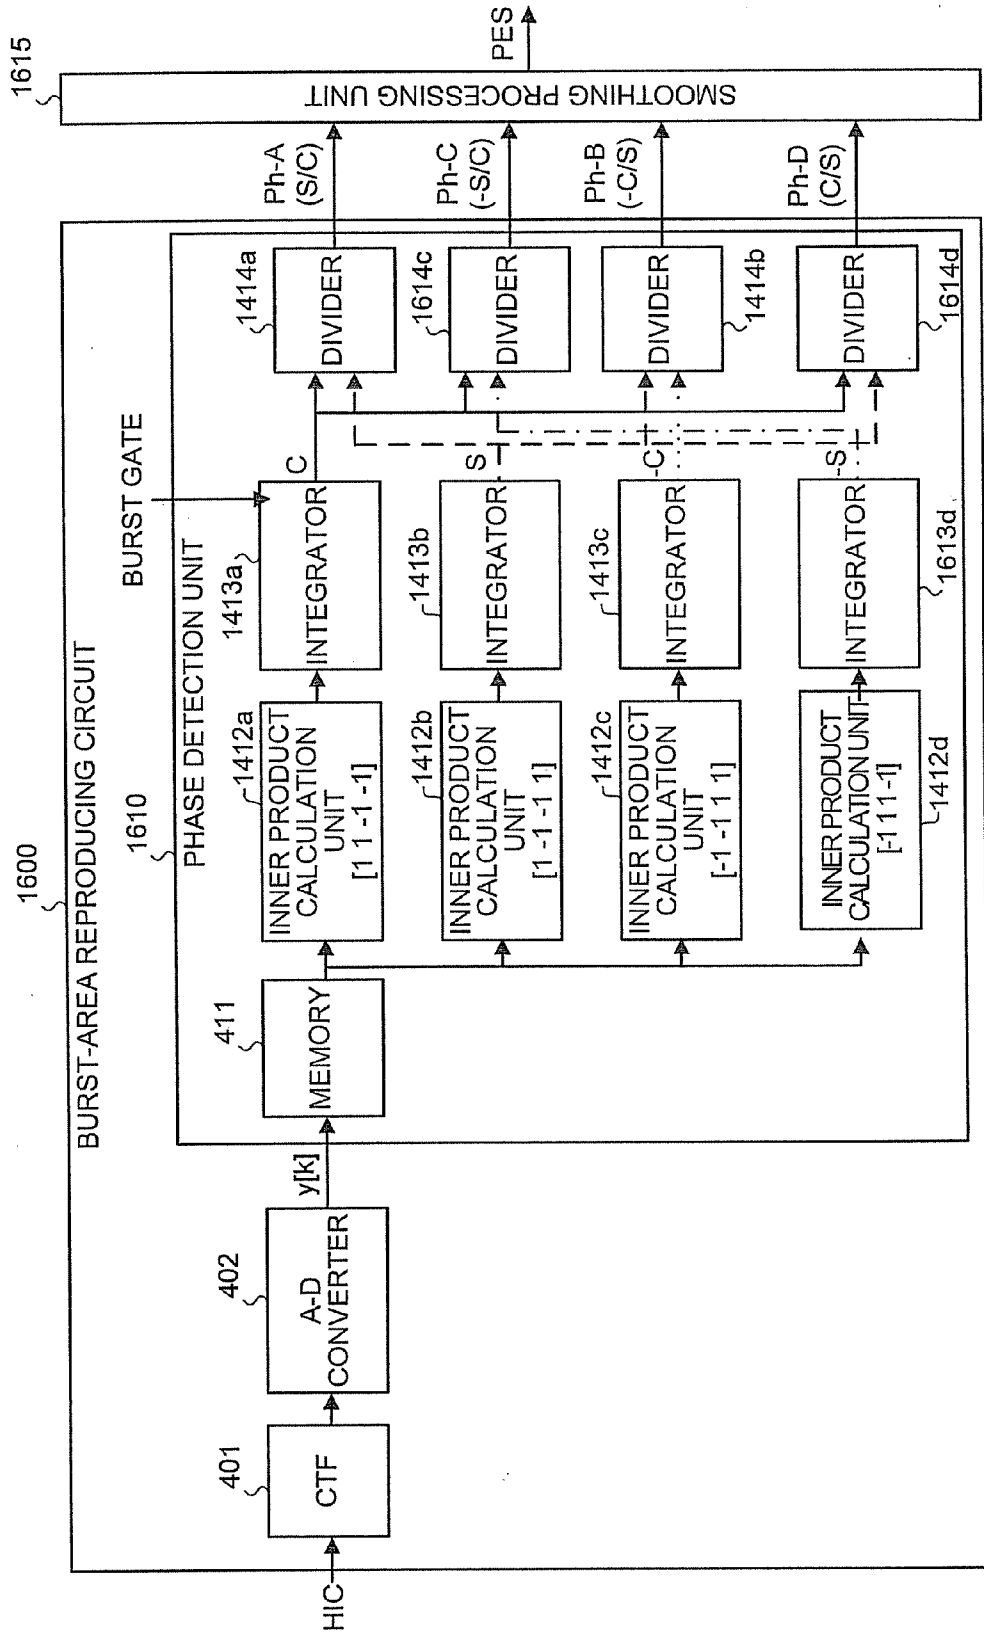 1600
BURST-AREA REPRODUCING CIRCUIT
HIC
401
CTF
402
A-D
CONVERTER
y[k]
1610
PHASE DETECTION UNIT
411
MEMORY
1412a
INNER PRODUCT
CALCULATION
UNIT
[1 1 -1 -1]
1412b
INNER PRODUCT
CALCULATION
UNIT
[1 -1 -1 1]
1412c
INNER PRODUCT
CALCULATION
UNIT
[-1 -1 1 1]
INNER PRODUCT
CALCULATION UNIT
[-1 1 1 -1]
1412d
BURST GATE
1413a
INTEGRATOR
C
1413b
INTEGRATOR
S
1413c
INTEGRATOR
-C
INTEGRATOR
1613d
-S
1414a
DIVIDER
1614c
DIVIDER
DIVIDER
1414b
DIVIDER
1614d
Ph-A
(S/C)
Ph-C
(-S/C)
Ph-B
(-C/S)
Ph-D
(C/S)
1615
SMOOTHING PROCESSING UNIT
PES